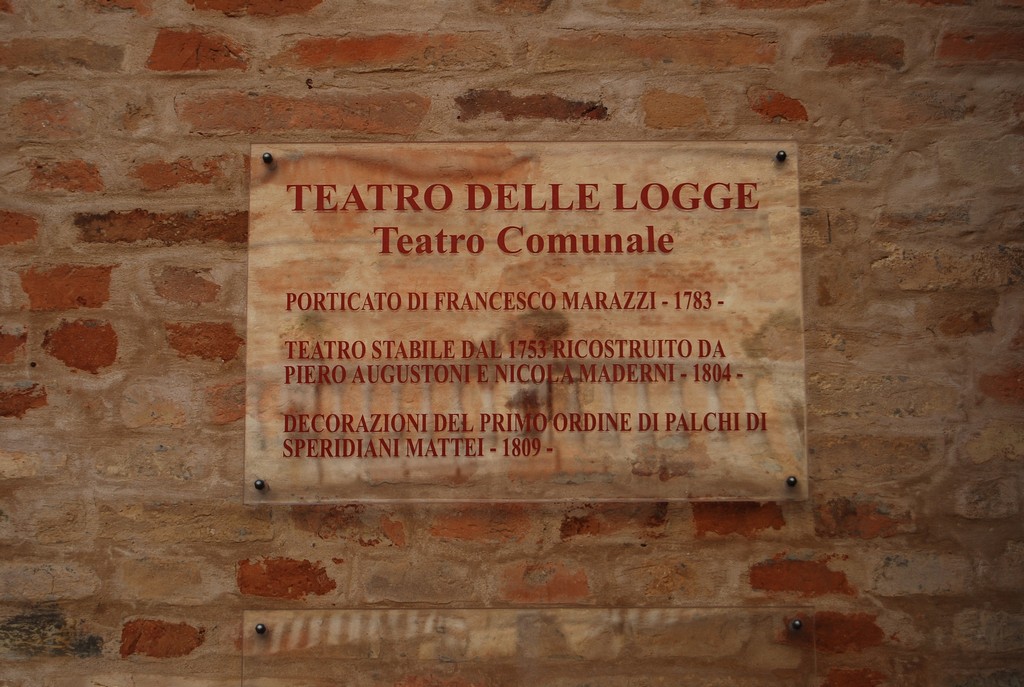 TEATRO DELLE LOGGE
Teatro Comunale
PORTICATO DI FRANCESCO MARAZZI - 1783 -
TEATRO STABILE DAL 1753 RICOSTRUITO DA
PIERO AUGUSTONI E NICOLA MADERNI - 1804 -
DECORAZIONI DEL PRIMO ORDINE DI PALCHI DI
SPERIDIANI MATTEI - 1809 -